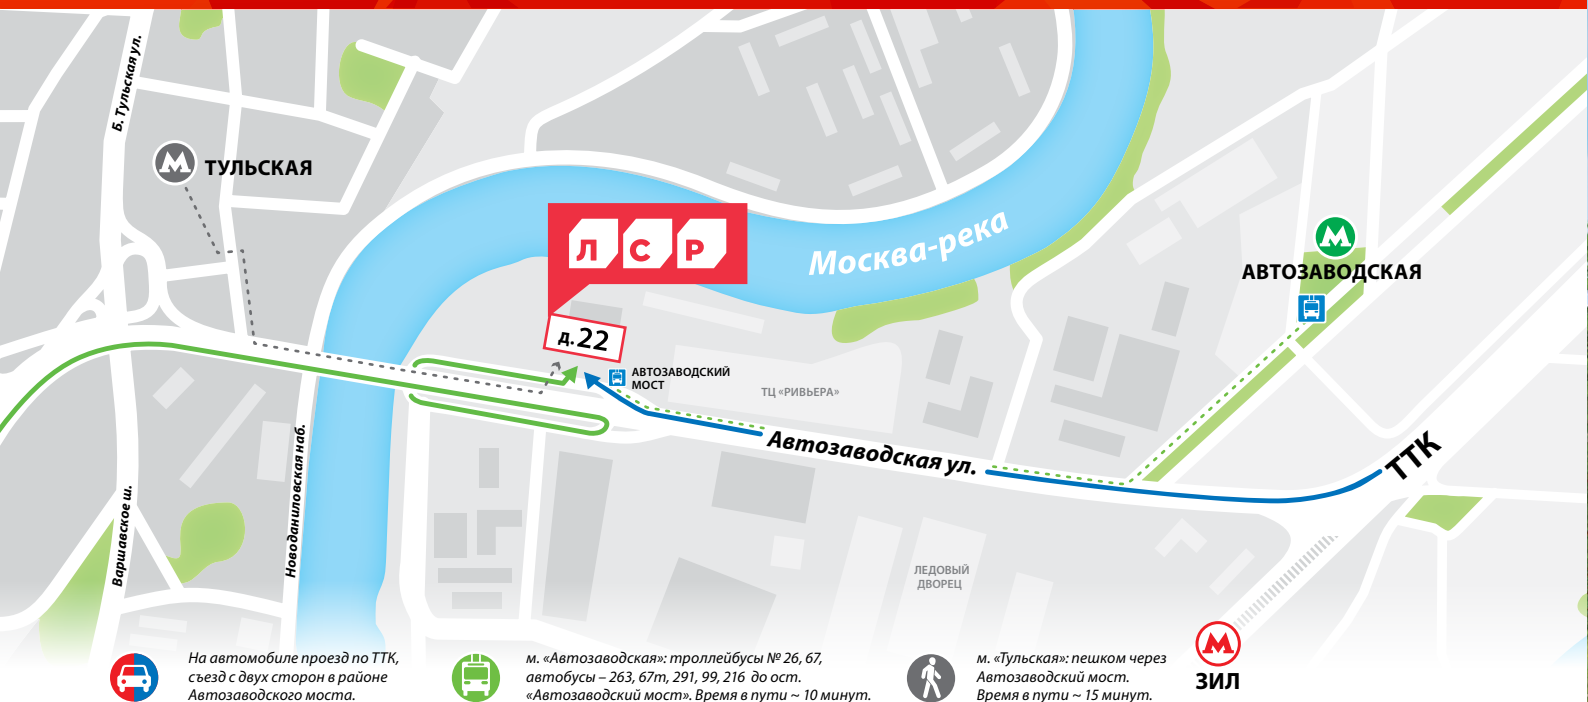 Б. Тульская ул.
М
ТУЛЬСКАЯ
ЛСР
Москва-река
М
АВТОЗАВОДСКАЯ
д.22
АВТОЗАВОДСКИЙ
МОСТ
ТЦ «РИВЬЕРА»
Автозаводская ул.
ТТК
Варшавское ш.
Новоданиловская наб.
ЛЕДОВЫЙ
ДВОРЕЦ
М
ЗИЛ
На автомобиле проезд по ТТК,
съезд с двух сторон в районе
Автозаводского моста.
м. «Автозаводская»: троллейбусы № 26, 67,
автобусы – 263, 67т, 291, 99, 216 до ост.
«Автозаводский мост». Время в пути ~ 10 минут.
м. «Тульская»: пешком через
Автозаводский мост.
Время в пути ~ 15 минут.